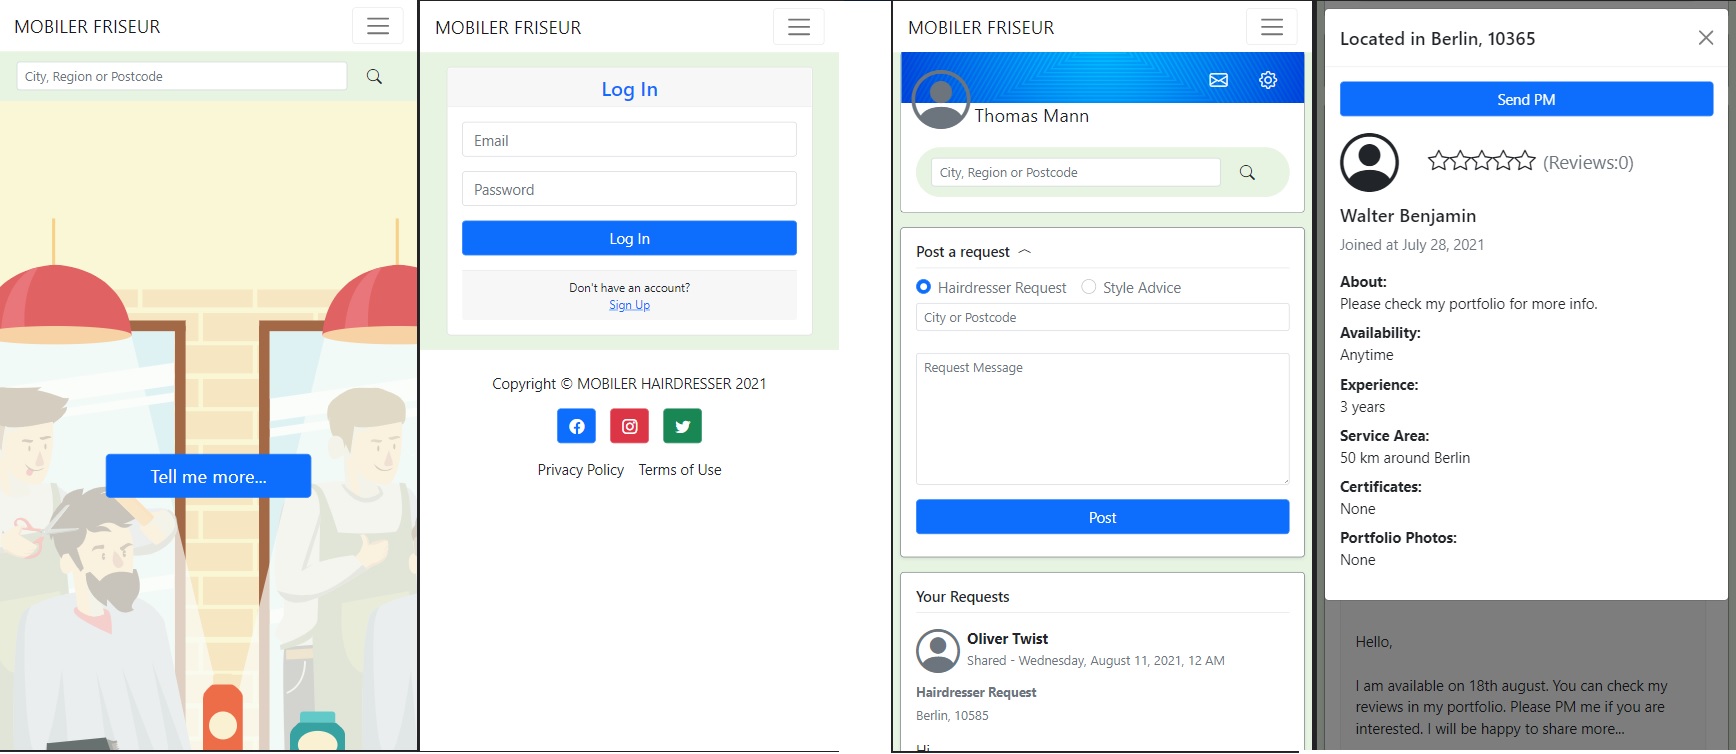 MOBILER FRISEUR
City, Region or Postcode
Tell me more...
MOBILER FRISEUR
Log In
Email
Password
Log In
Don't have an account?
Sign Up
Copyright © MOBILER HAIRDRESSER 2021
Privacy Policy Terms of Use
MOBILER FRISEUR
Thomas Mann
City, Region or Postcode
Post a request
Hairdresser Request Style Advice
City or Postcode
Request Message
Post
Your Requests
Oliver Twist
Shared - Wednesday, August 11, 2021, 12 AM
Hairdresser Request
Berlin, 10585
Hi
Located in Berlin, 10365
Send PM
(Reviews:0)
Walter Benjamin
Joined at July 28, 2021
About:
Please check my portfolio for more info.
Availability:
Anytime
Experience:
3 years
Service Area:
50 km around Berlin
Certificates:
None
Portfolio Photos:
None
Hello,
I am available on 18th august. You can check my
reviews in my portfolio. Please PM me if you are
interested. I will be happy to share more...